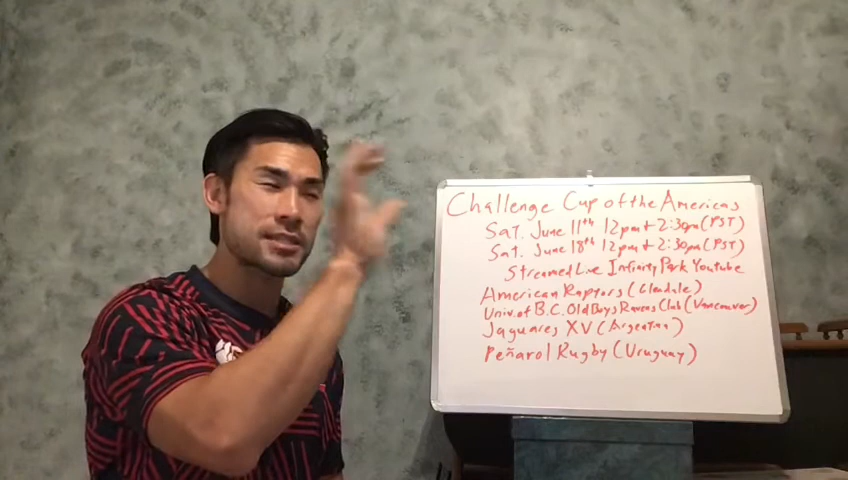 Challenge Cup of the Americas
Sat. June 11th 12pm + 2:30pm (PST)
Sat. June 18th 12pm + 2:30pm (PST)
Streamed Live Infinity Park Youtube
American Raptors (Glendale)
Univ. of B.C. Old Boys Ravens Club (Vancouver)
Jaguares XV (Argentina)
Peñarol Rugby (Uruguay)